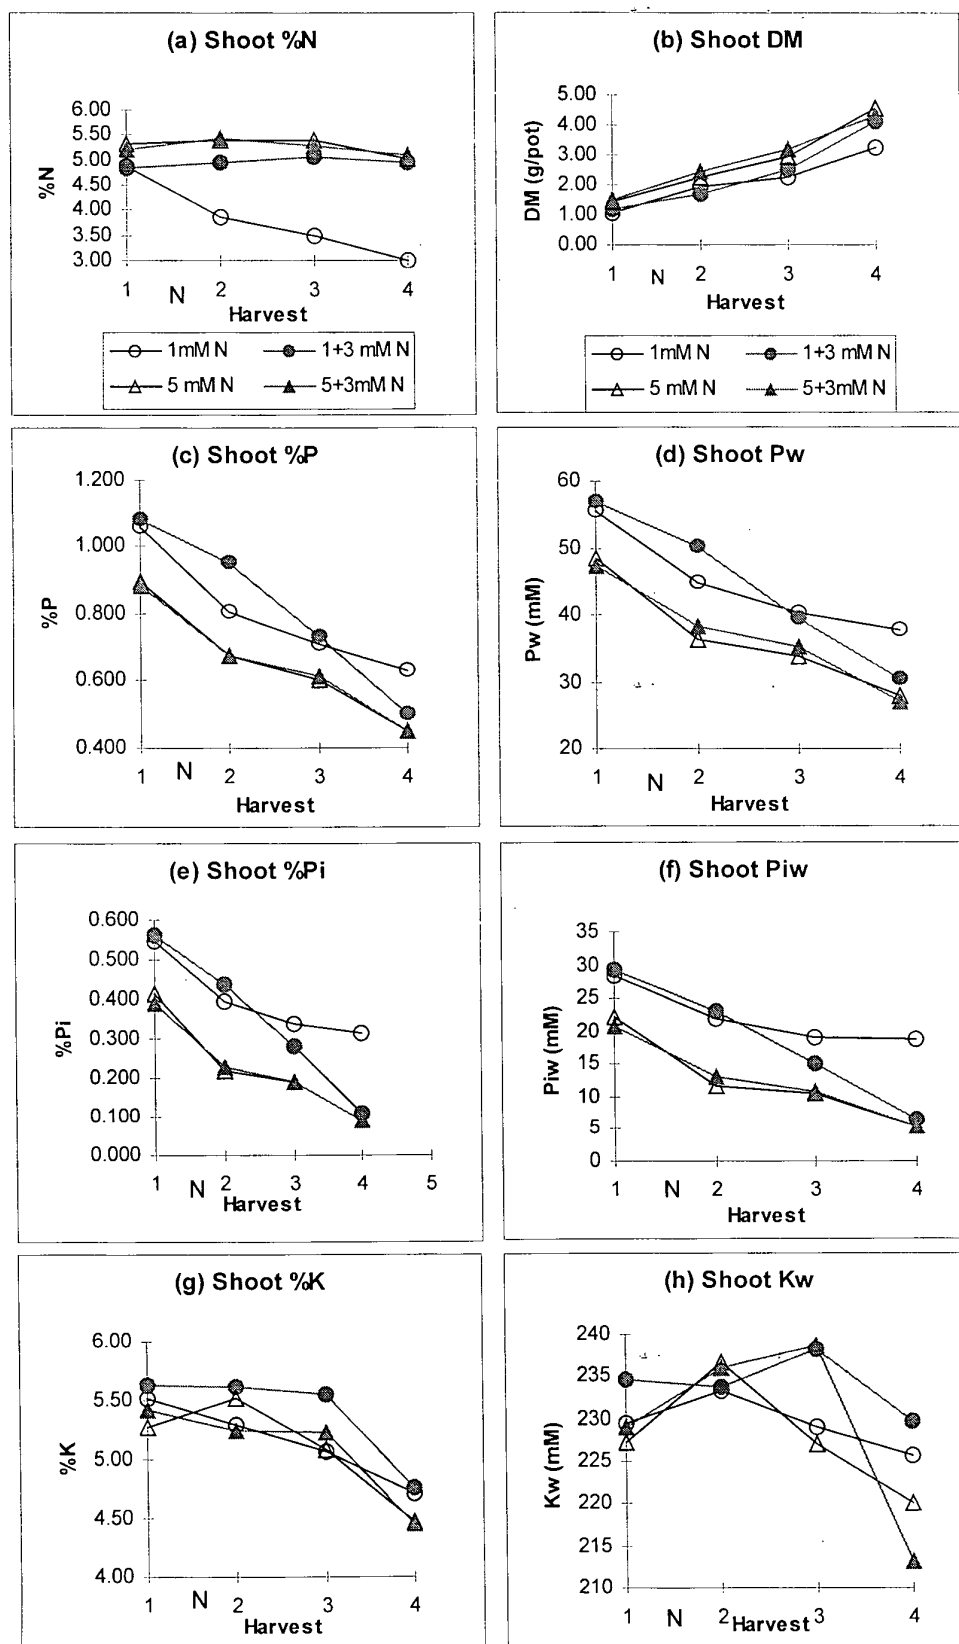 (a) Shoot %N
%N
6.00
5.50
5.00
4.50
4.00
3.50
3.00
1 2 3 4
N
Harvest
1mM N 1+3 mM N
5 mM N 5+3mM N
(b) Shoot DM
DM (g/pot)
5.00
4.00
3.00
2.00
1.00
0.00
1 2 3 4
N
Harvest
1mM N 1+3 mM N
5 mM N 5+3mM N
(c) Shoot %P
%P
1.200
1.000
0.800
0.600
0.400
1 2 3 4
N
Harvest
(d) Shoot Pw
Pw (mM)
60
50
40
30
20
1 2 3 4
N
Harvest
(e) Shoot %Pi
%Pi
0.600
0.500
0.400
0.300
0.200
0.100
0.000
1 2 3 4 5
N
Harvest
(f) Shoot Piw
Piw (mM)
35
30
25
20
15
10
5
0
1 2 3 4
N
Harvest
(g) Shoot %K
%K
6.00
5.50
5.00
4.50
4.00
1 2 3 4
N
Harvest
(h) Shoot Kw
Kw (mM)
240
235
230
225
220
215
210
1 2 3 4
N
Harvest